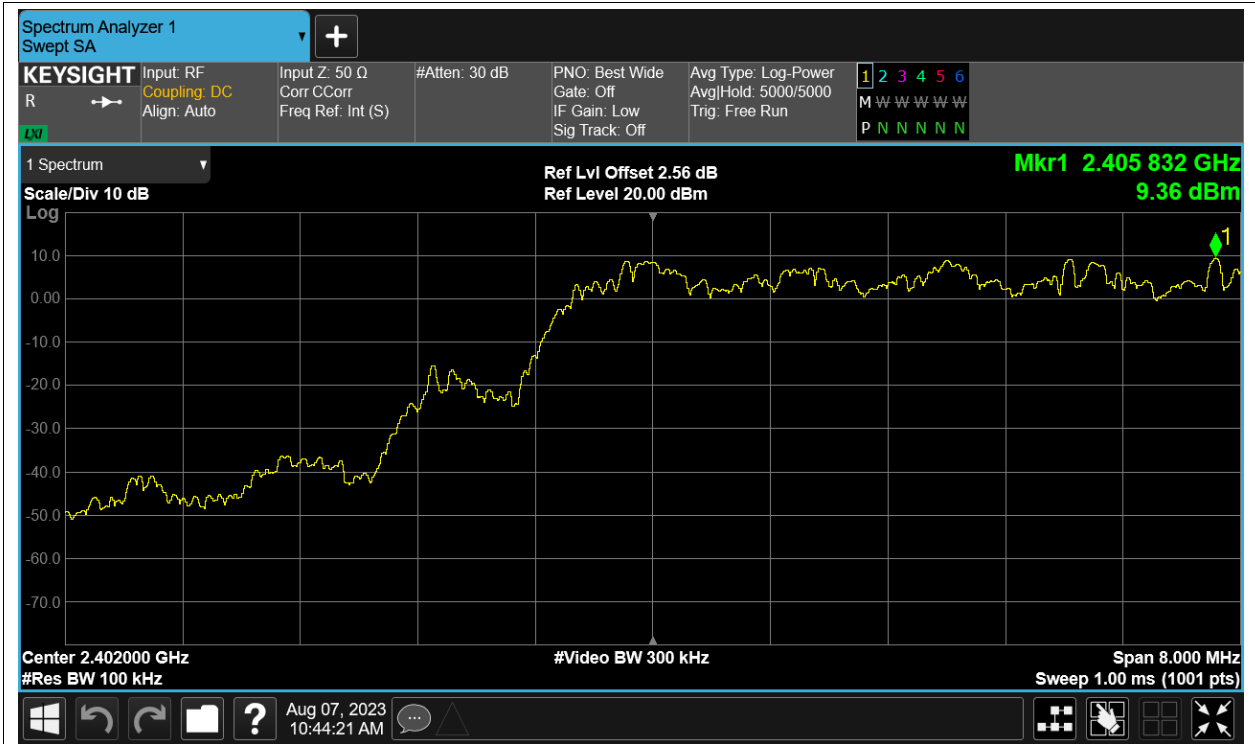 Spectrum Analyzer 1
Swept SA
+
KEYSIGHT
R
LXI
Input: RF
Coupling: DC
Align: Auto
Input Z: 50 Ω
Corr CCorr
Freq Ref: Int (S)
#Atten: 30 dB
PNO: Best Wide
Gate: Off
IF Gain: Low
Sig Track: Off
Avg Type: Log-Power
Avg|Hold: 5000/5000
Trig: Free Run
1 2 3 4 5 6
M W W W W W
P N N N N N
1 Spectrum
Scale/Div 10 dB
Log
Ref Lvl Offset 2.56 dB
Ref Level 20.00 dBm
Mkr1 2.405 832 GHz
9.36 dBm
1
10.0
0.00
-10.0
-20.0
-30.0
-40.0
-50.0
-60.0
-70.0
Center 2.402000 GHz
#Res BW 100 kHz
#Video BW 300 kHz
Span 8.000 MHz
Sweep 1.00 ms (1001 pts)
?
Aug 07, 2023
10:44:21 AM